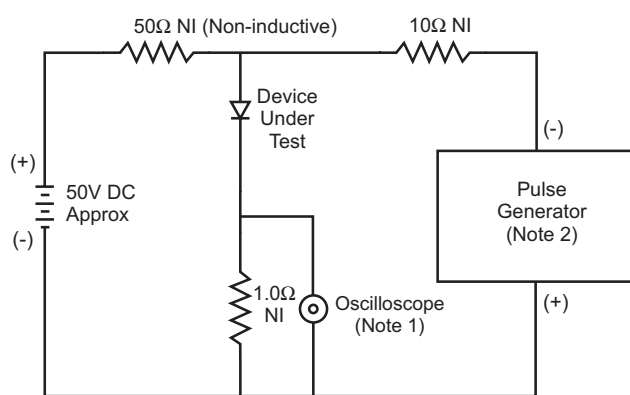 50Ω NI (Non-inductive)
10Ω NI
Device
Under
Test
(-)
(+)
50V DC
Approx
(-)
Pulse
Generator
(Note 2)
1.0Ω
NI
Oscilloscope
(Note 1)
(+)